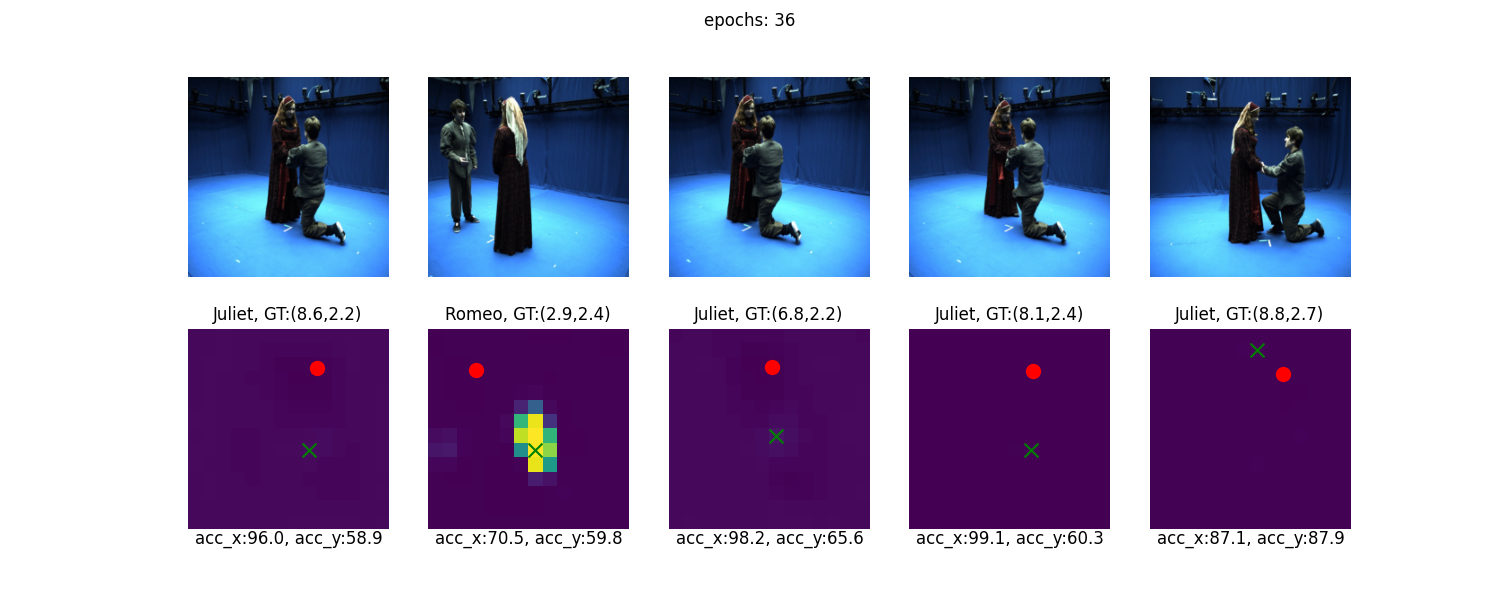 epochs: 36
Juliet, GT:(8.6,2.2)
Romeo, GT:(2.9,2.4)
Juliet, GT:(6.8,2.2)
Juliet, GT:(8.1,2.4)
Juliet, GT:(8.8,2.7)
acc_x:96.0, acc_y:58.9
acc_x:70.5, acc_y:59.8
acc_x:98.2, acc_y:65.6
acc_x:99.1, acc_y:60.3
acc_x:87.1, acc_y:87.9